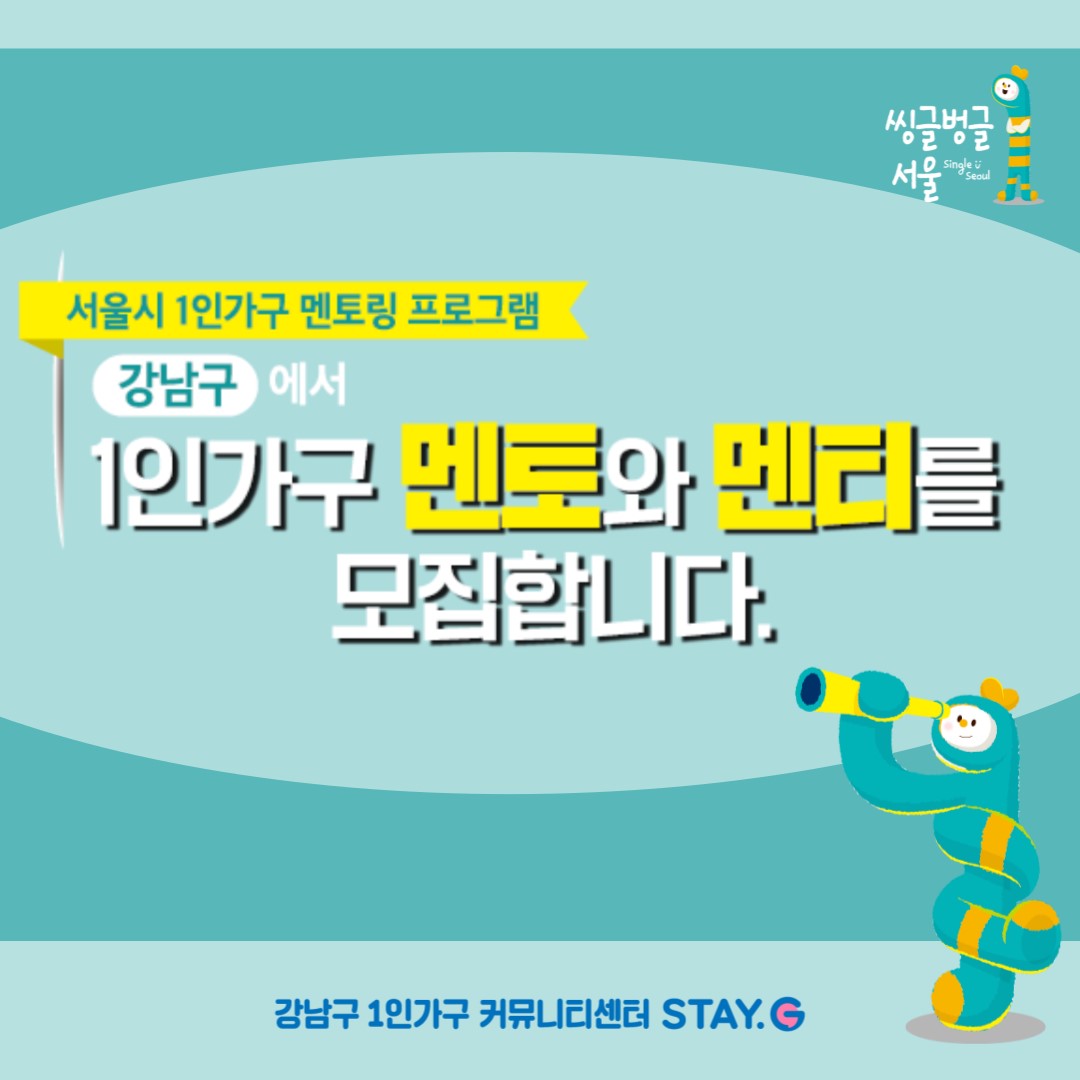 씽글벙글
서울 Single Seoul
서울시 1인가구 멘토링 프로그램
강남구 에서
1인가구 멘토와 멘티를
모집합니다.
강남구 1인가구 커뮤니티센터 STAY.G